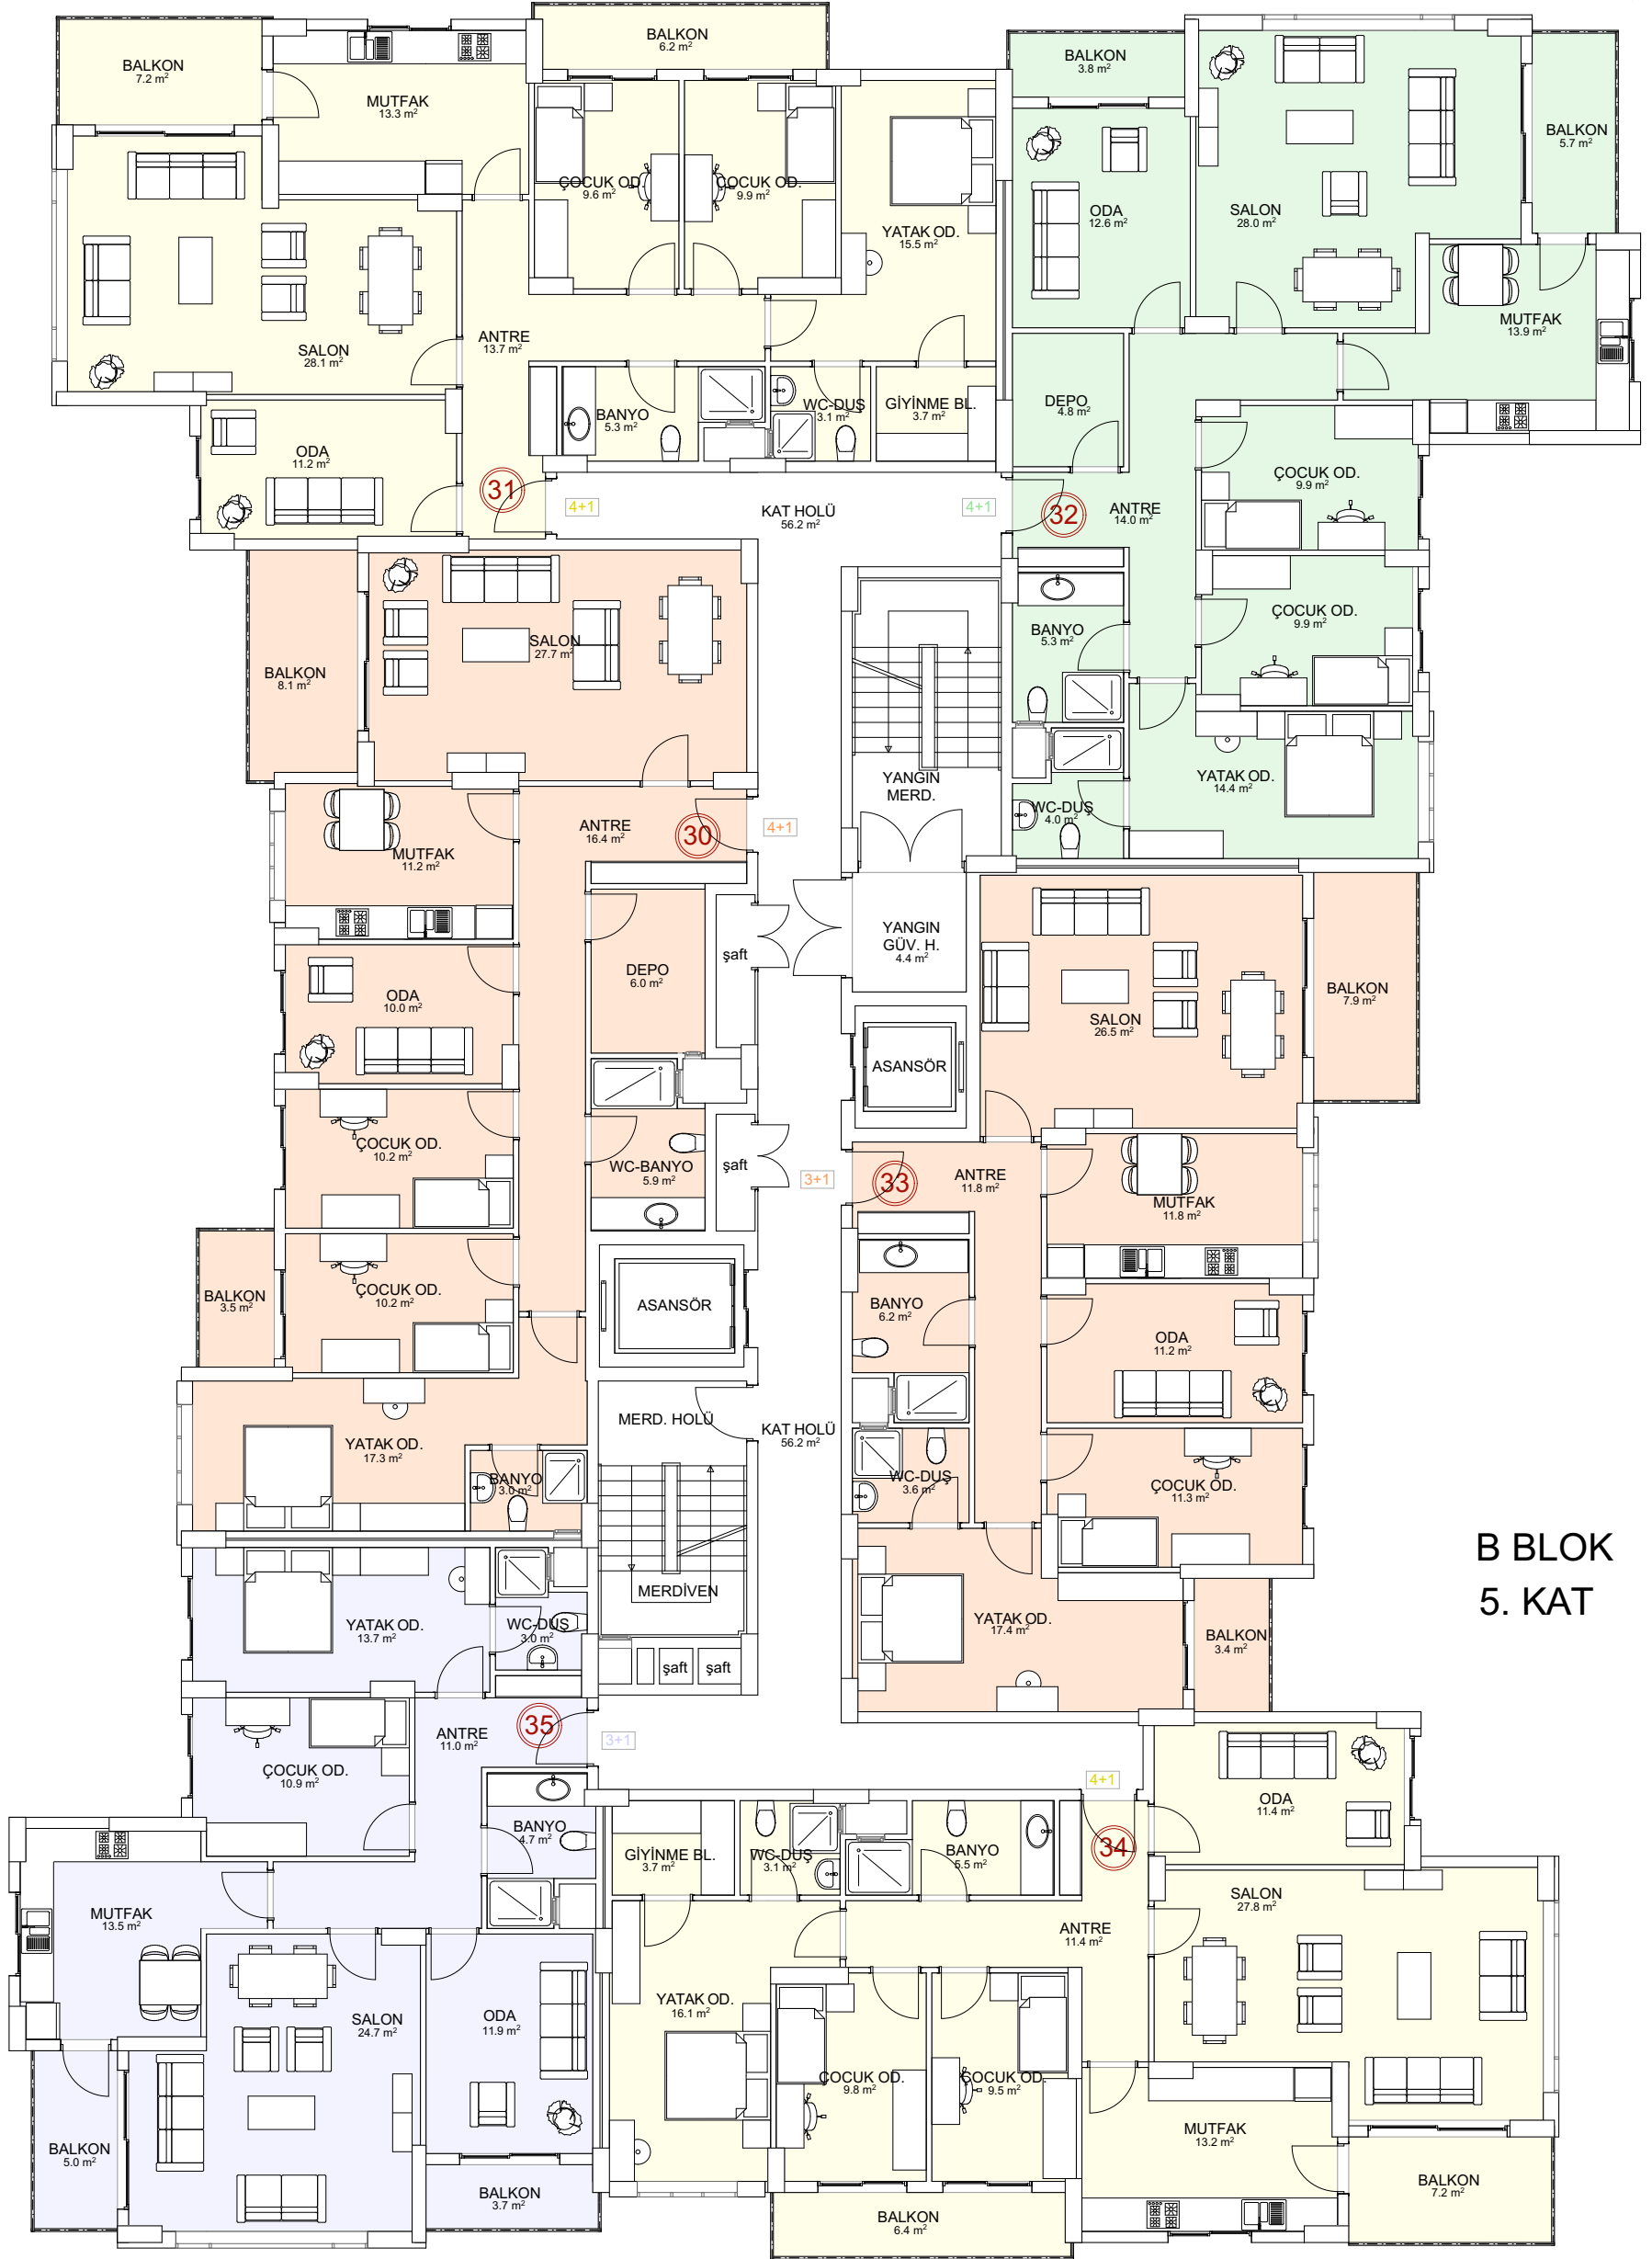 BALKON
7.2 m²
MUTFAK
13.3 m²
BALKON
6.2 m²
ÇOCUK OD.
9.6 m²
ÇOCUK OD.
9.9 m²
YATAK OD.
15.5 m²
SALON
28.1 m²
ANTRE
13.7 m²
BANYO
5.3 m²
WC-DUŞ
3.1 m²
GİYİNME BL.
3.7 m²
ODA
11.2 m²
31
4+1
KAT HOLÜ
56.2 m²
4+1
32
BALKON
3.8 m²
ODA
12.6 m²
SALON
28.0 m²
BALKON
5.7 m²
MUTFAK
13.9 m²
DEPO
4.8 m²
ANTRE
14.0 m²
ÇOCUK OD.
9.9 m²
ÇOCUK OD.
9.9 m²
BANYO
5.3 m²
YATAK OD.
14.4 m²
WC-DUŞ
4.0 m²
BALKON
8.1 m²
SALON
27.7 m²
ANTRE
16.4 m²
30
4+1
MUTFAK
11.2 m²
ODA
10.0 m²
DEPO
6.0 m²
şaft
ÇOCUK OD.
10.2 m²
WC-BANYO
5.9 m²
şaft
BALKON
3.5 m²
ÇOCUK OD.
10.2 m²
ASANSÖR
YATAK OD.
17.3 m²
BANYO
3.0 m²
YANGIN
MERD.
YANGIN
GÜV. H.
4.4 m²
ASANSÖR
SALON
26.5 m²
BALKON
7.9 m²
3+1
33
ANTRE
11.8 m²
MUTFAK
11.8 m²
BANYO
6.2 m²
ODA
11.2 m²
MERD. HOLÜ
KAT HOLÜ
56.2 m²
WC-DUŞ
3.6 m²
ÇOCUK OD.
11.3 m²
YATAK OD.
17.4 m²
BALKON
3.4 m²
B BLOK
5. KAT
MERDİVEN
şaft
şaft
YATAK OD.
13.7 m²
WC-DUŞ
3.0 m²
ANTRE
11.0 m²
35
3+1
ÇOCUK OD.
10.9 m²
BANYO
4.7 m²
MUTFAK
13.5 m²
SALON
24.7 m²
ODA
11.9 m²
BALKON
5.0 m²
BALKON
3.7 m²
4+1
34
ODA
11.4 m²
GİYİNME BL.
3.7 m²
WC-DUŞ
3.1 m²
BANYO
5.5 m²
SALON
27.8 m²
ANTRE
11.4 m²
YATAK OD.
16.1 m²
ÇOCUK OD.
9.8 m²
ÇOCUK OD.
9.5 m²
MUTFAK
13.2 m²
BALKON
7.2 m²
BALKON
6.4 m²